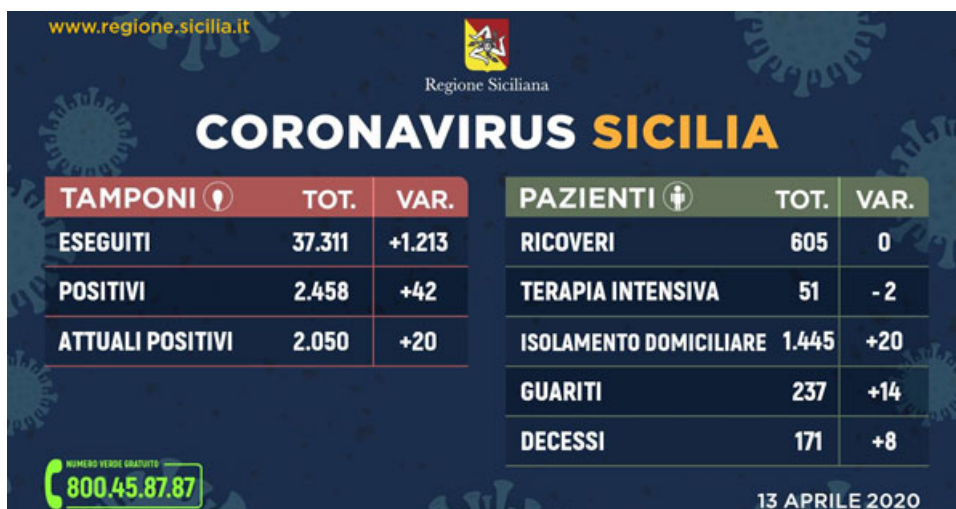 www.regione.sicilia.it
Regione Siciliana
CORONAVIRUS SICILIA
TAMPONI TOT. VAR.
ESEGUITI 37.311 +1.213
POSITIVI 2.458 +42
ATTUALI POSITIVI 2.050 +20
PAZIENTI TOT. VAR.
RICOVERI 605 0
TERAPIA INTENSIVA 51 - 2
ISOLAMENTO DOMICILIARE 1.445 +20
GUARITI 237 +14
DECESSI 171 +8
NUMERO VERDE GRATUITO
800.45.87.87
13 APRILE 2020